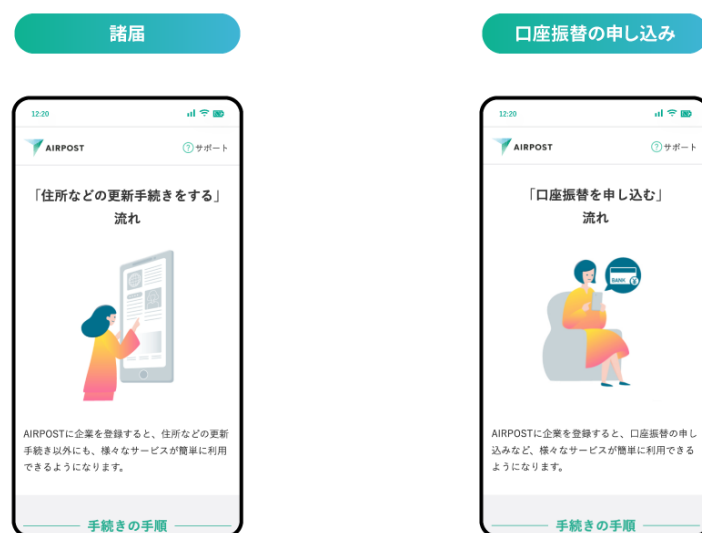 諸届
12:20
AIRPOST
?サポート
「住所などの更新手続きをする」
流れ
AIRPOSTに企業を登録すると、住所などの更新
手続き以外にも、様々なサービスが簡単に利用
できるようになります。
手続きの手順
口座振替の申し込み
12:20
AIRPOST
?サポート
「口座振替を申し込む」
流れ
BANK ¥
AIRPOSTに企業を登録すると、口座振替の申し
込みなど、様々なサービスが簡単に利用できる
ようになります。
手続きの手順